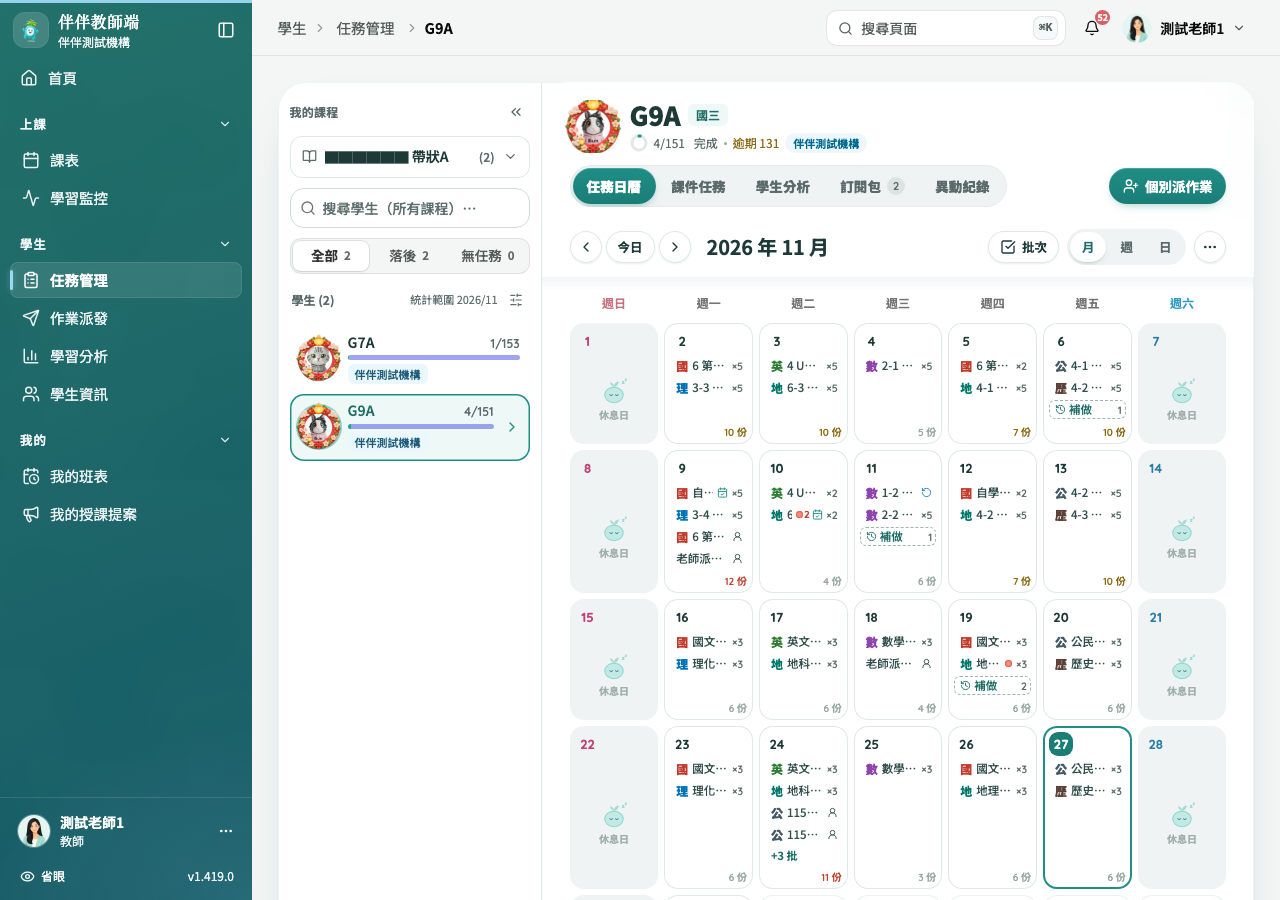 伴伴教師端
伴伴測試機構
首頁
上課
課表
學習監控
學生
任務管理
作業派發
學習分析
學生資訊
我的
我的班表
我的授課提案
測試老師1
教師
省眼
v1.419.0
學生 任務管理 G9A
搜尋頁面 ⌘K
52
測試老師1
我的課程
帶狀A (2)
搜尋學生（所有課程）…
全部 2 落後 2 無任務 0
學生 (2) 統計範圍 2026/11
G7A 1/153
伴伴測試機構
G9A 4/151
伴伴測試機構
G9A 國三
4/151 完成・逾期 131 伴伴測試機構
任務日曆 課件任務 學生分析 訂閱包 2 異動紀錄
個別派作業
今日 2026 年 11 月
批次 月 週 日 …
週日 週一 週二 週三 週四 週五 週六
1
休息日
2
國 6 第… ×5
理 3-3 … ×5
10 份
3
英 4 U… ×5
地 6-3 … ×5
10 份
4
數 2-1 … ×5
5 份
5
國 6 第… ×2
地 4-1 … ×5
7 份
6
公 4-1 … ×5
歷 4-2 … ×5
補做 1
10 份
7
休息日
8
休息日
9
國 自… ×5
理 3-4 … ×5
國 6 第…
老師派…
12 份
10
英 4 U… ×2
地 6 2 ×2
4 份
11
數 1-2 …
數 2-2 … ×5
補做 1
6 份
12
國 自學… ×2
地 4-2 … ×5
7 份
13
公 4-2 … ×5
歷 4-3 … ×5
10 份
14
休息日
15
休息日
16
國 國文… ×3
理 理化… ×3
6 份
17
英 英文… ×3
地 地科… ×3
6 份
18
數 數學… ×3
老師派…
4 份
19
國 國文… ×3
地 地… ×3
補做 2
6 份
20
公 公民… ×3
歷 歷史… ×3
6 份
21
休息日
22
休息日
23
國 國文… ×3
理 理化… ×3
6 份
24
英 英文… ×3
地 地科… ×3
公 115…
公 115…
+3 批
11 份
25
數 數學… ×3
3 份
26
國 國文… ×3
地 地理… ×3
6 份
27
公 公民… ×3
歷 歷史… ×3
6 份
28
休息日